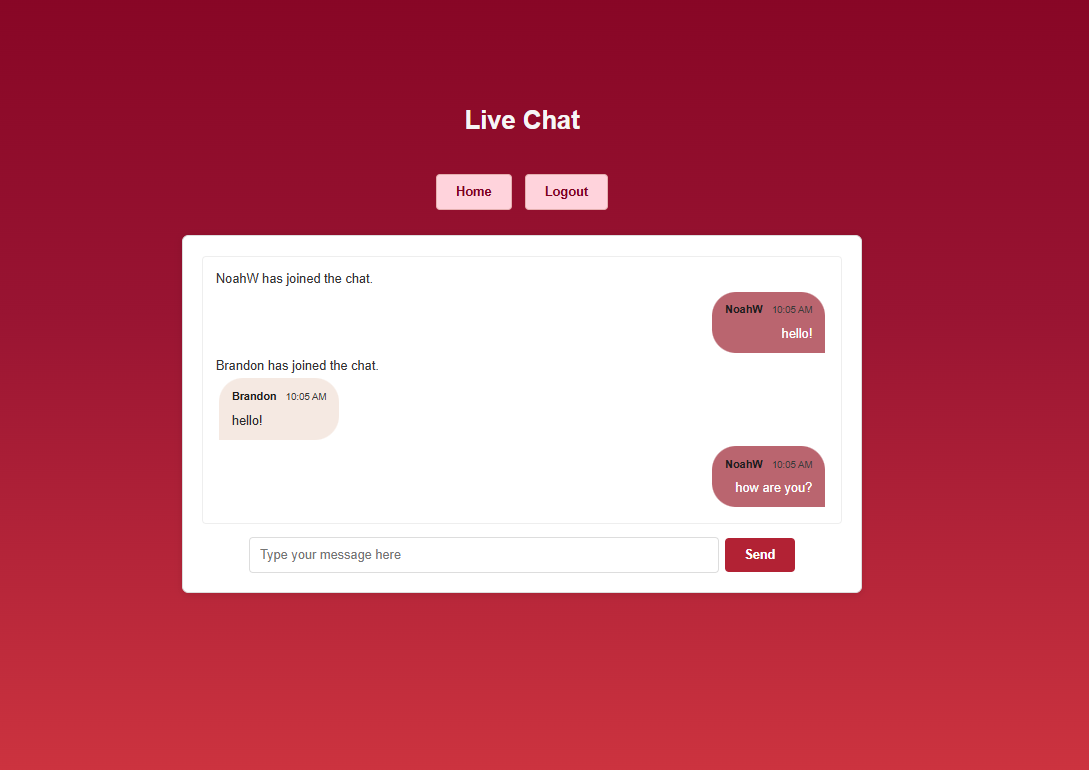 Live Chat
Home Logout
NoahW has joined the chat.
NoahW 10:05 AM
hello!
Brandon has joined the chat.
Brandon 10:05 AM
hello!
NoahW 10:05 AM
how are you?
Type your message here Send